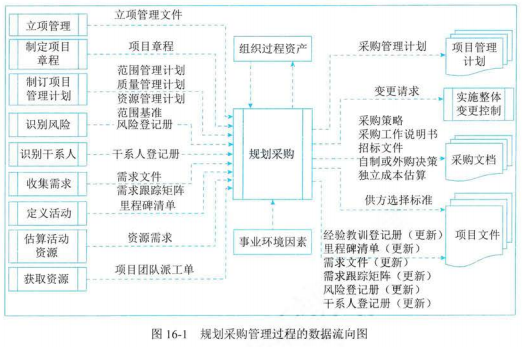 立项管理
立项管理文件
制定项目
章程
项目章程
制订项目
管理计划
范围管理计划
质量管理计划
资源管理计划
范围基准
识别风险
风险登记册
识别干系人
干系人登记册
收集需求
需求文件
需求跟踪矩阵
定义活动
里程碑清单
估算活动
资源
资源需求
获取资源
项目团队派工单
组织过程资产
规划采购
事业环境因素
采购管理计划
项目管理
计划
变更请求
实施整体
变更控制
采购策略
采购工作说明书
招标文件
自制或外购决策
独立成本估算
采购文档
供方选择标准
项目文件
经验教训登记册（更新）
里程碑清单（更新）
需求文件（更新）
需求跟踪矩阵（更新）
风险登记册（更新）
干系人登记册（更新）
图 16-1 规划采购管理过程的数据流向图